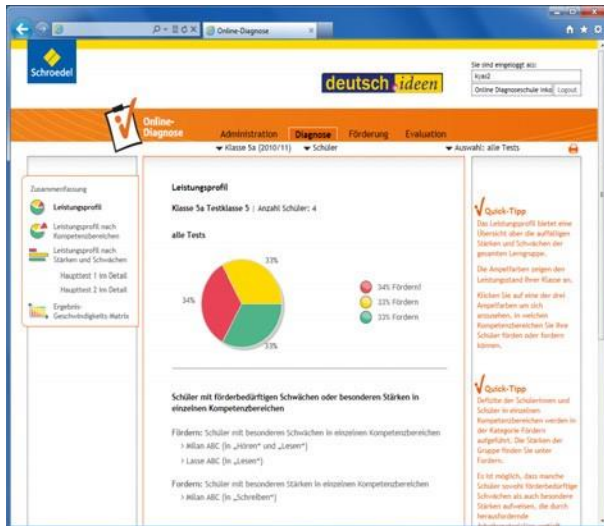 Online-Diagnose
Schroedel
deutsch.ideen
Sie sind eingeloggt als:
kyas2
Online Diagnoseschule Inko
Logout
Online-
Diagnose
Administration Diagnose Förderung Evaluation
Klasse 5a (2010/11) Schüler Auswahl: alle Tests
Zusammenfassung
Leistungsprofil
Leistungsprofil nach
Kompetenzbereichen
Leistungsprofil nach
Stärken und Schwächen
Haupttest 1 im Detail
Haupttest 2 im Detail
Ergebnis-
Geschwindigkeits-Matrix
Leistungsprofil
Klasse 5a Testklasse 5 | Anzahl Schüler: 4
alle Tests
33%
34%
33%
34% Fördern!
33% Fördern
33% Fordern
Schüler mit förderbedürftigen Schwächen oder besonderen Stärken in
einzelnen Kompetenzbereichen
Fördern: Schüler mit besonderen Schwächen in einzelnen Kompetenzbereichen
› Milan ABC (in „Hören“ und „Lesen“)
› Lasse ABC (in „Lesen“)
Fordern: Schüler mit besonderen Stärken in einzelnen Kompetenzbereichen
› Milan ABC (in „Schreiben“)
Quick-Tipp
Das Leistungsprofil bietet eine
Übersicht über die auffälligen
Stärken und Schwächen der
gesamten Lerngruppe.
Die Ampelfarben zeigen den
Leistungsstand Ihrer Klasse an.
Klicken Sie auf eine der drei
Ampelfarben um sich
anzusehen, in welchen
Kompetenzbereichen Sie Ihre
Schüler fördern oder fordern
können.
Quick-Tipp
Defizite der Schülerinnen und
Schüler in einzelnen
Kompetenzbereichen werden in
der Kategorie Fördern
aufgeführt. Die Stärken der
Gruppe finden Sie unter
Fordern.
Es ist möglich, dass manche
Schüler sowohl förderbedürftige
Schwächen als auch besondere
Stärken aufweisen, die durch
herausfordernde